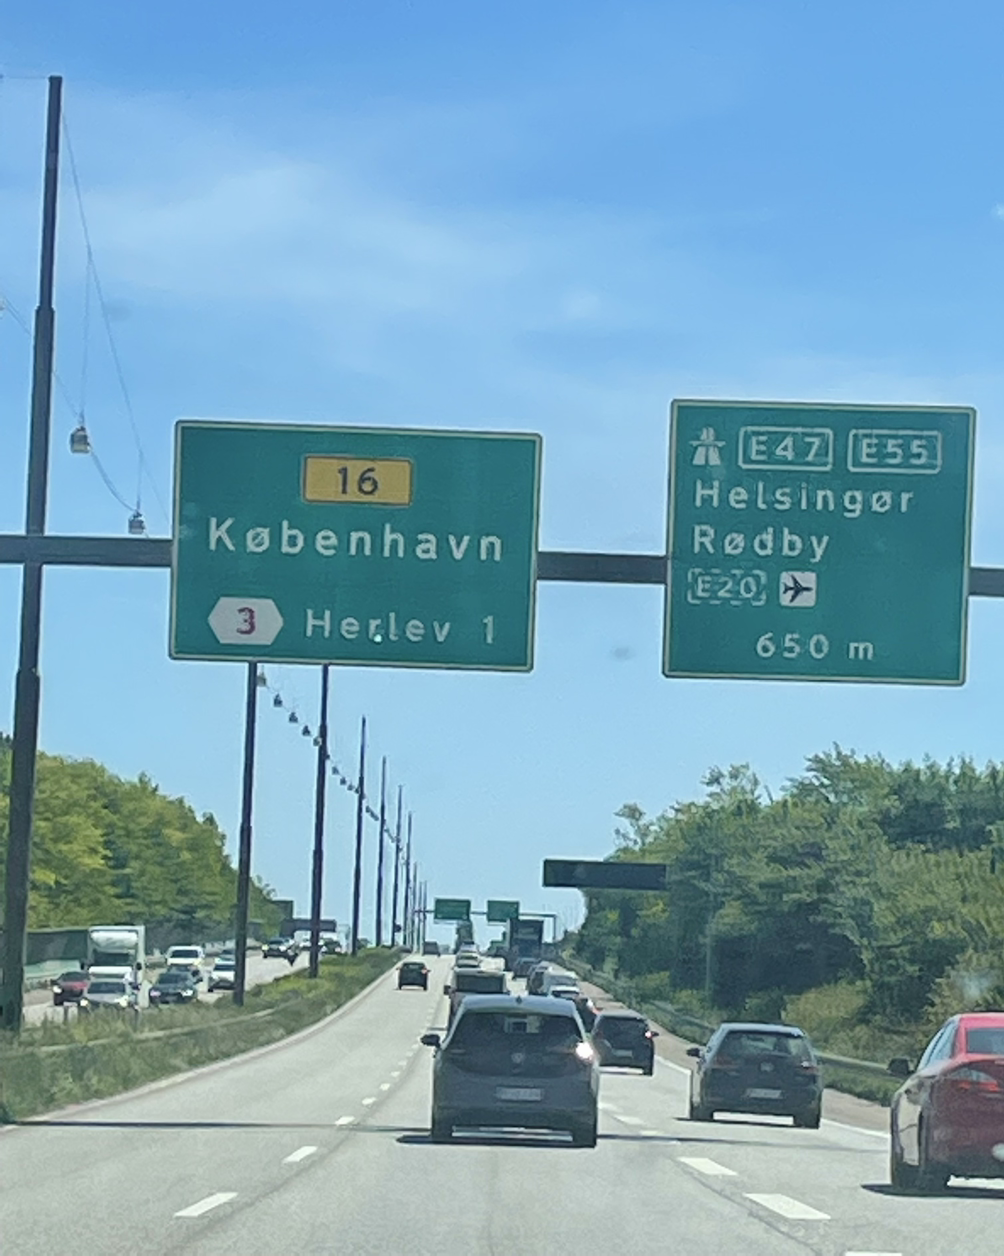 16
København
3 Herlev 1
E47 E55
Helsingør
Rødby
E20
650 m